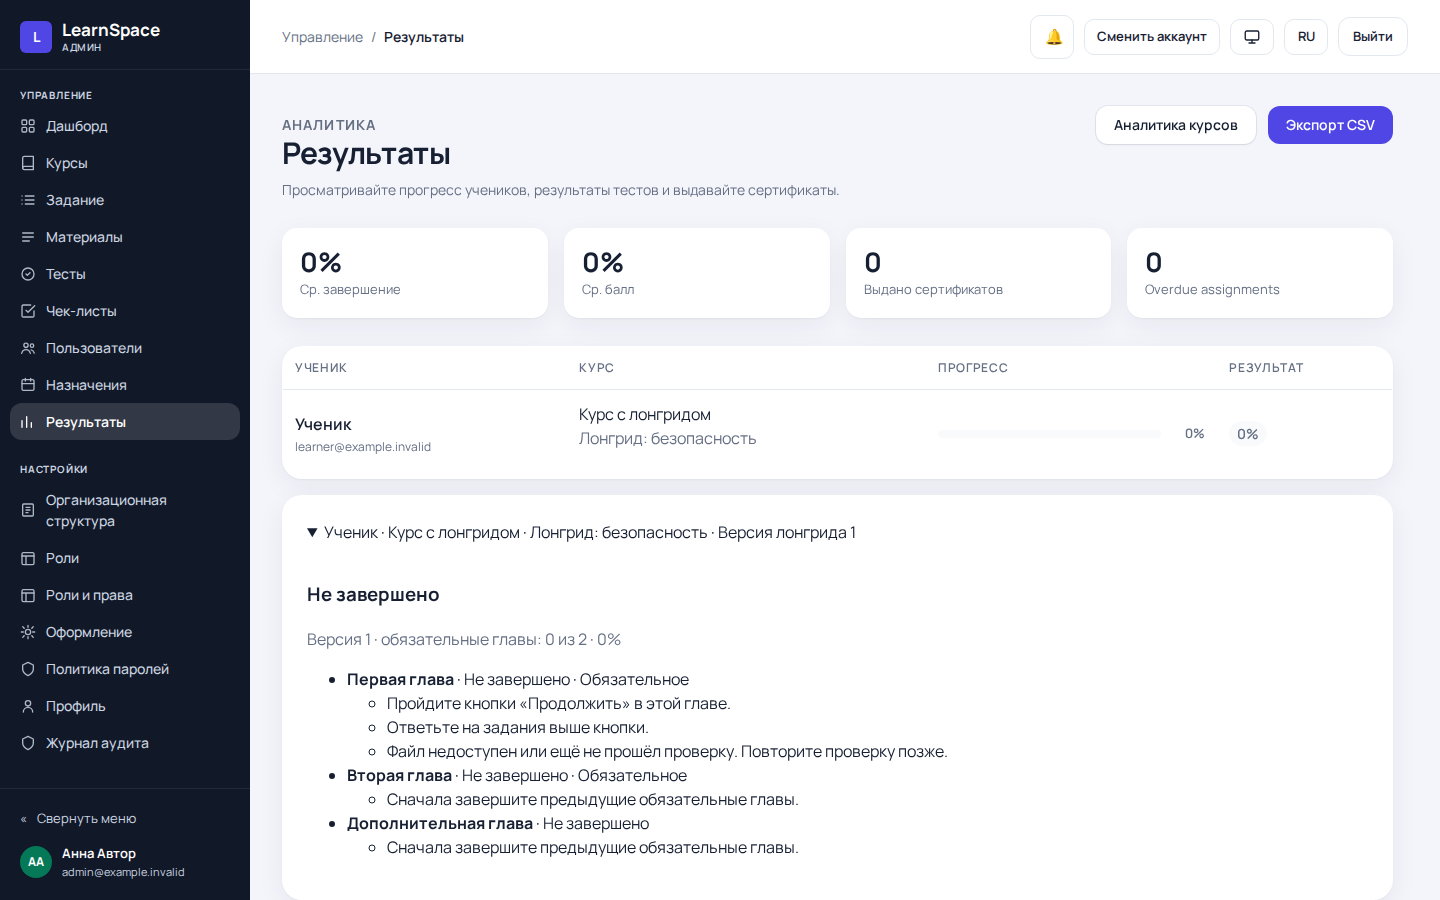 L
LearnSpace
АДМИН
УПРАВЛЕНИЕ
Дашборд
Курсы
Задание
Материалы
Тесты
Чек-листы
Пользователи
Назначения
Результаты
НАСТРОЙКИ
Организационная
структура
Роли
Роли и права
Оформление
Политика паролей
Профиль
Журнал аудита
« Свернуть меню
AA
Анна Автор
admin@example.invalid
Управление / Результаты
Сменить аккаунт
RU
Выйти
АНАЛИТИКА
Результаты
Просматривайте прогресс учеников, результаты тестов и выдавайте сертификаты.
Аналитика курсов
Экспорт CSV
0%
Ср. завершение
0%
Ср. балл
0
Выдано сертификатов
0
Overdue assignments
УЧЕНИК КУРС ПРОГРЕСС РЕЗУЛЬТАТ
Ученик
learner@example.invalid
Курс с лонгридом
Лонгрид: безопасность
0%
0%
▼ Ученик · Курс с лонгридом · Лонгрид: безопасность · Версия лонгрида 1
Не завершено
Версия 1 · обязательные главы: 0 из 2 · 0%
• Первая глава · Не завершено · Обязательное
◦ Пройдите кнопки «Продолжить» в этой главе.
◦ Ответьте на задания выше кнопки.
◦ Файл недоступен или ещё не прошёл проверку. Повторите проверку позже.
• Вторая глава · Не завершено · Обязательное
◦ Сначала завершите предыдущие обязательные главы.
• Дополнительная глава · Не завершено
◦ Сначала завершите предыдущие обязательные главы.